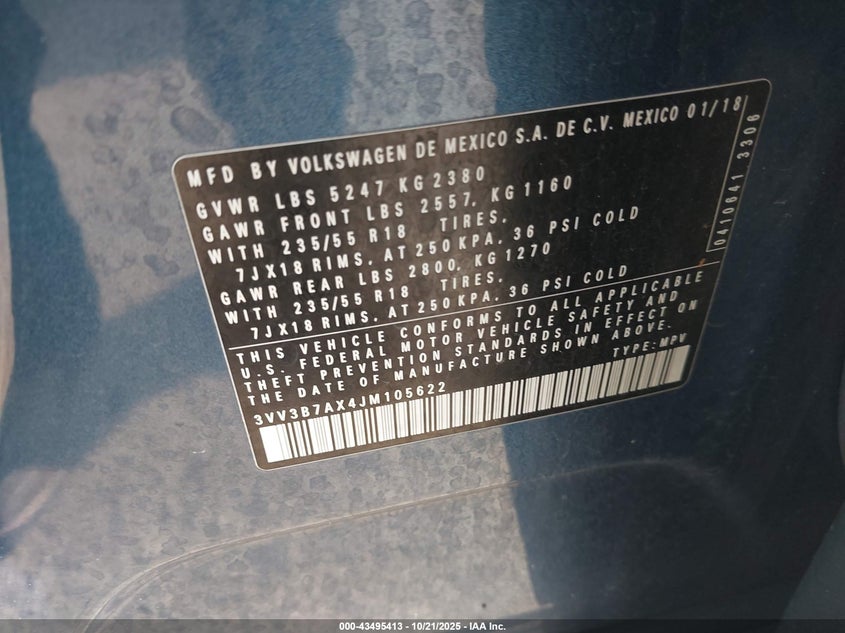 MFD BY VOLKSWAGEN DE MEXICO S.A. DE C.V. MEXICO 01/18
GVWR LBS 5247 KG 2380
GAWR FRONT LBS 2557, KG 1160
WITH 235/55 R18 TIRES,
7JX18 RIMS, AT 250 KPA, 36 PSI COLD
GAWR REAR LBS 2800, KG 1270
WITH 235/55 R18 TIRES,
7JX18 RIMS, AT 250 KPA, 36 PSI COLD
THIS VEHICLE CONFORMS TO ALL APPLICABLE
U.S. FEDERAL MOTOR VEHICLE SAFETY AND
THEFT PREVENTION STANDARDS IN EFFECT ON
THE DATE OF MANUFACTURE SHOWN ABOVE.
TYPE: MPV
3VV3B7AX4JM105622
0410641 3306
000-43495413 - 10/21/2025 - IAA Inc.